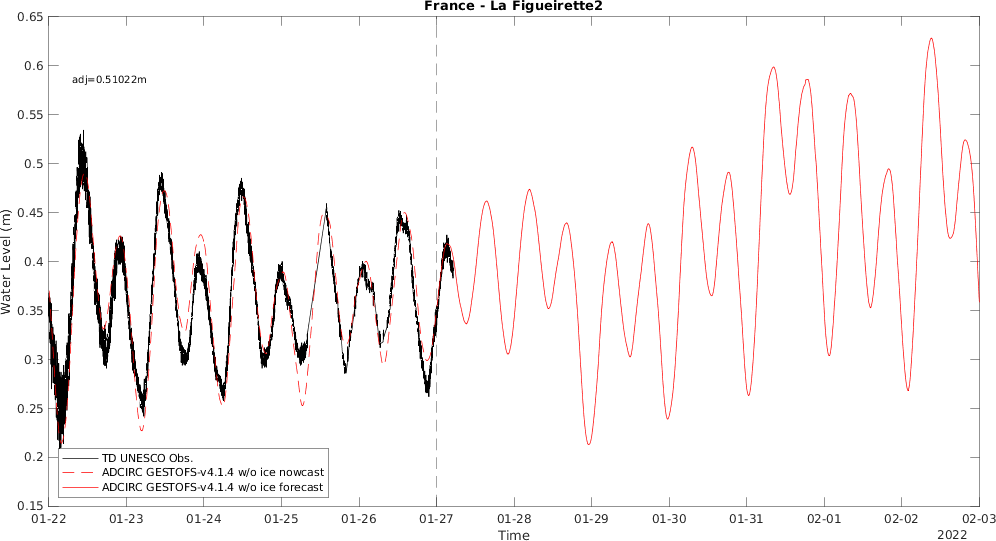 France - La Figueirette2
0.65
0.6
0.55
0.5
0.45
0.4
0.35
0.3
0.25
0.2
0.15
Water Level (m)
adj=0.51022m
TD UNESCO Obs.
ADCIRC GESTOFS-v4.1.4 w/o ice nowcast
ADCIRC GESTOFS-v4.1.4 w/o ice forecast
01-22 01-23 01-24 01-25 01-26 01-27 01-28 01-29 01-30 01-31 02-01 02-02 02-03
Time
2022